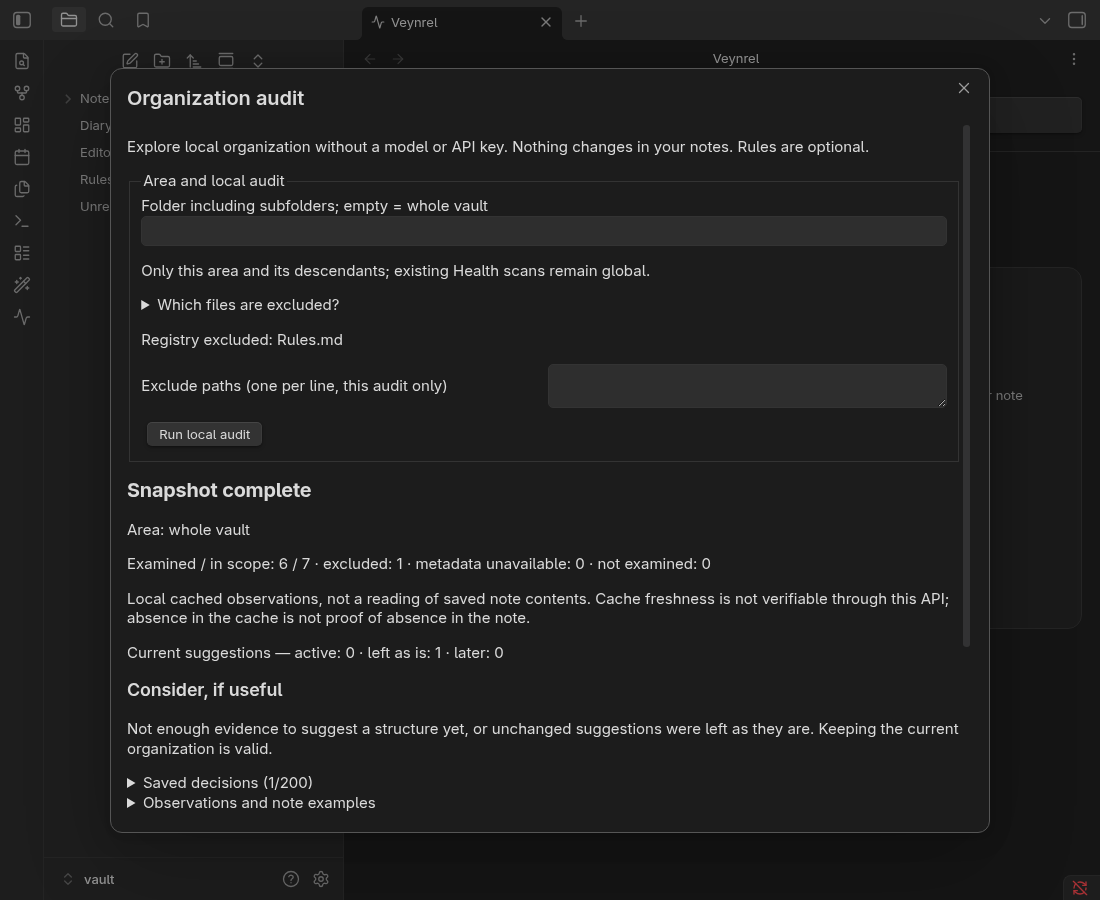 Veynrel
Veynrel
Note
Diary
Edito
Rules
Unre
Organization audit
Explore local organization without a model or API key. Nothing changes in your notes. Rules are optional.
Area and local audit
Folder including subfolders; empty = whole vault
Only this area and its descendants; existing Health scans remain global.
Which files are excluded?
Registry excluded: Rules.md
Exclude paths (one per line, this audit only)
Run local audit
Snapshot complete
Area: whole vault
Examined / in scope: 6 / 7 · excluded: 1 · metadata unavailable: 0 · not examined: 0
Local cached observations, not a reading of saved note contents. Cache freshness is not verifiable through this API;
absence in the cache is not proof of absence in the note.
Current suggestions — active: 0 · left as is: 1 · later: 0
Consider, if useful
Not enough evidence to suggest a structure yet, or unchanged suggestions were left as they are. Keeping the current
organization is valid.
Saved decisions (1/200)
Observations and note examples
note
vault